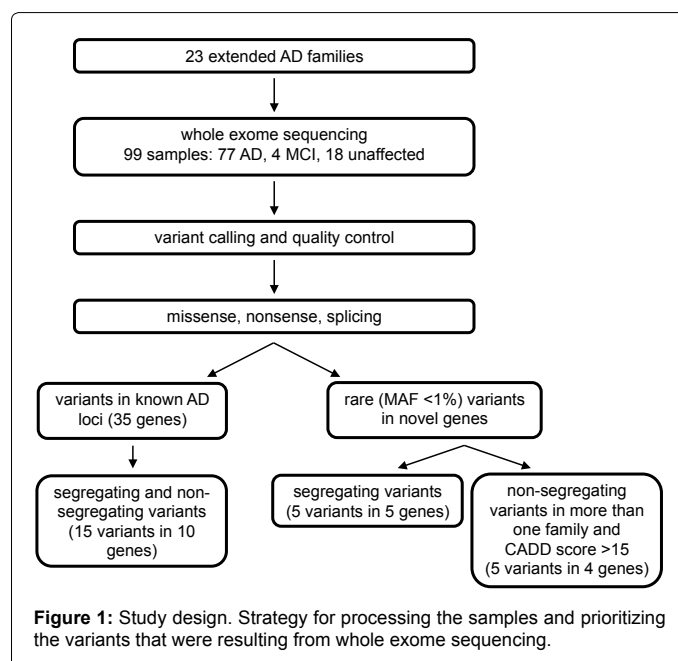 23 extended AD families
whole exome sequencing
99 samples: 77 AD, 4 MCI, 18 unaffected
variant calling and quality control
missense, nonsense, splicing
variants in known AD
loci (35 genes)
rare (MAF <1%) variants
in novel genes
segregating and non-
segregating variants
(15 variants in 10
genes)
segregating variants
(5 variants in 5 genes)
non-segregating
variants in more than
one family and
CADD score >15
(5 variants in 4 genes)
Figure 1: Study design. Strategy for processing the samples and prioritizing
the variants that were resulting from whole exome sequencing.